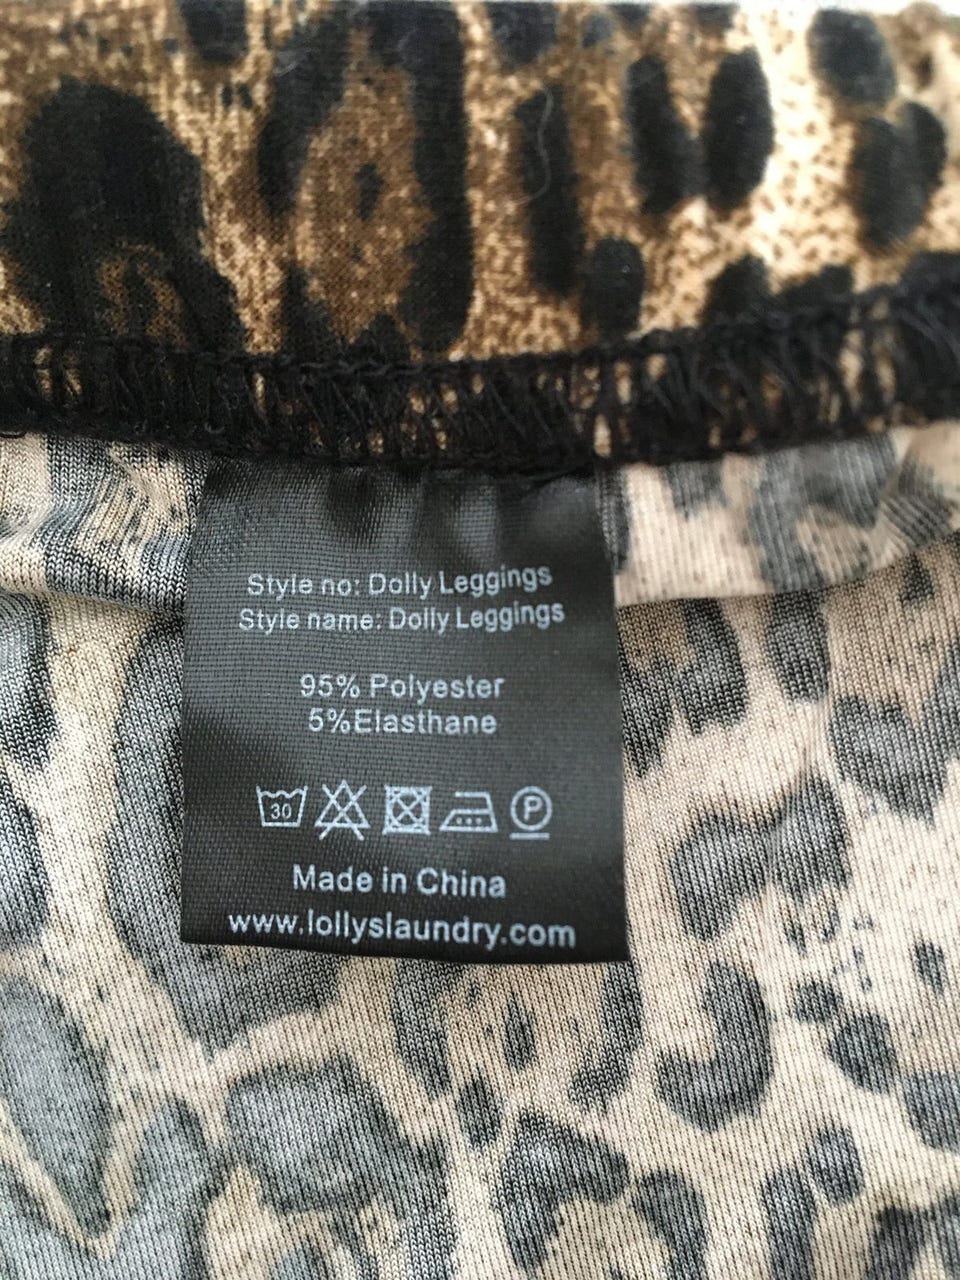 Style no: Dolly Leggings
Style name: Dolly Leggings
95% Polyester
5%Elasthane
30 P
Made in China
www.lollyslaundry.com